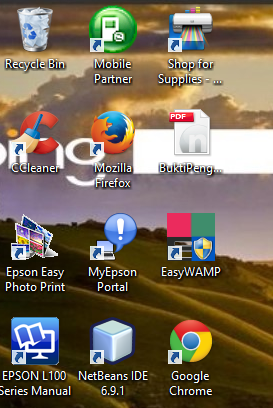 Recycle Bin
Mobile
Partner
Shop for
Supplies - ...
CCleaner
Mozilla
Firefox
PDF
BuktiPeng...
Epson Easy
Photo Print
MyEpson
Portal
EasyWAMP
EPSON L100
Series Manual
NetBeans IDE
6.9.1
Google
Chrome